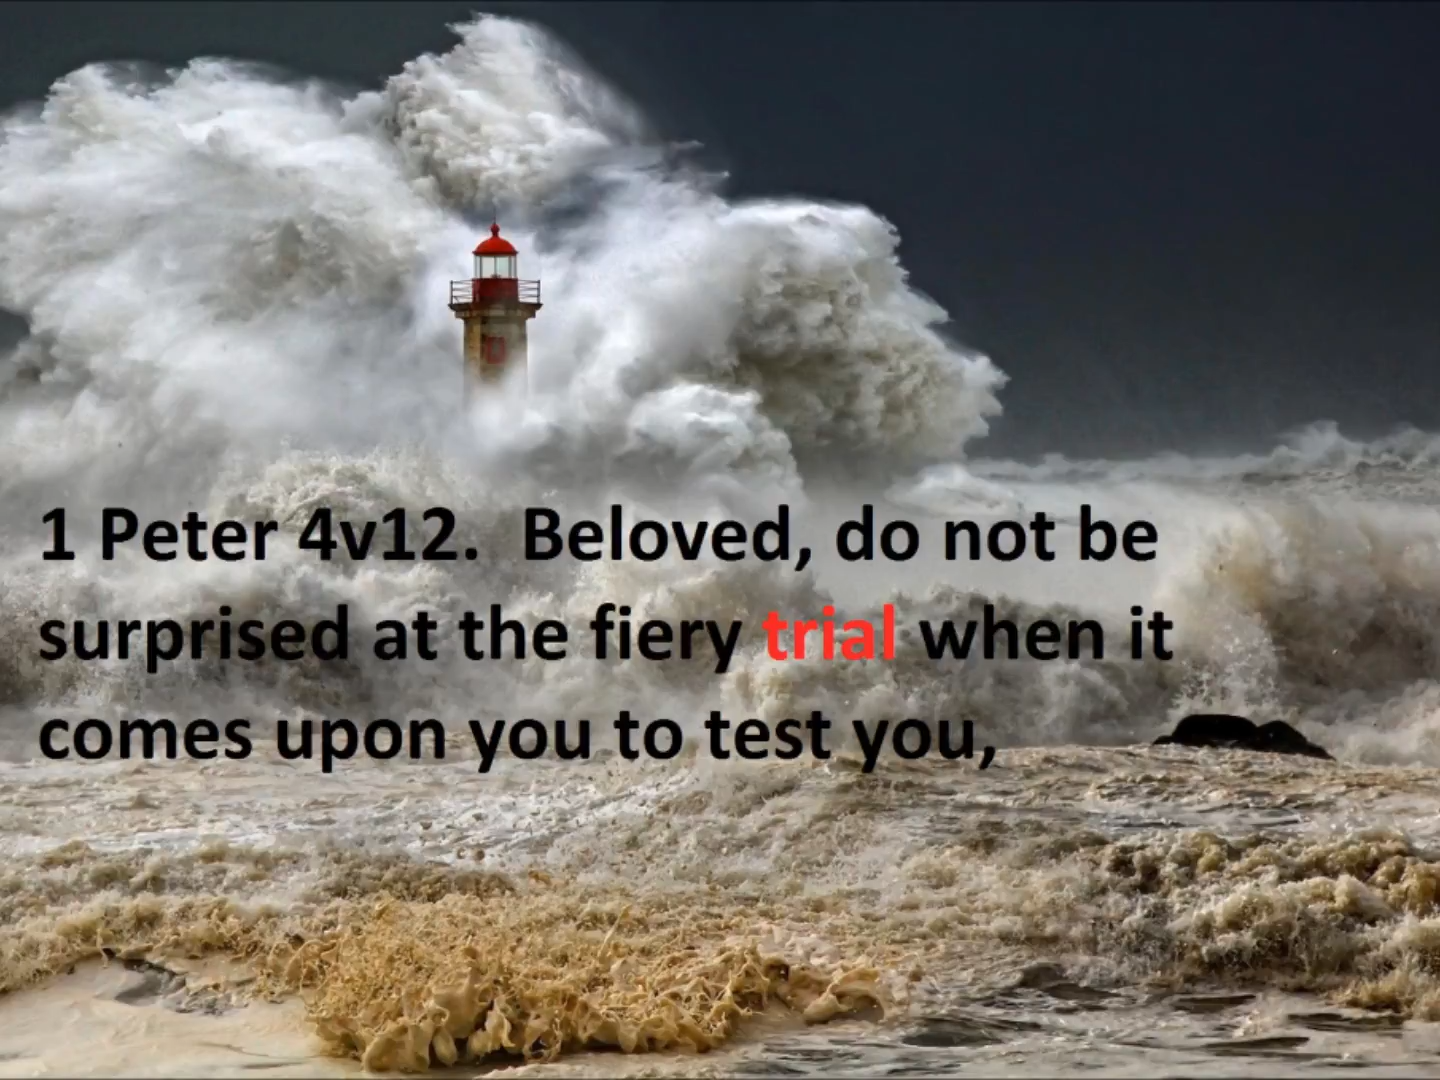 1 Peter 4v12.  Beloved, do not be
surprised at the fiery trial when it
comes upon you to test you,